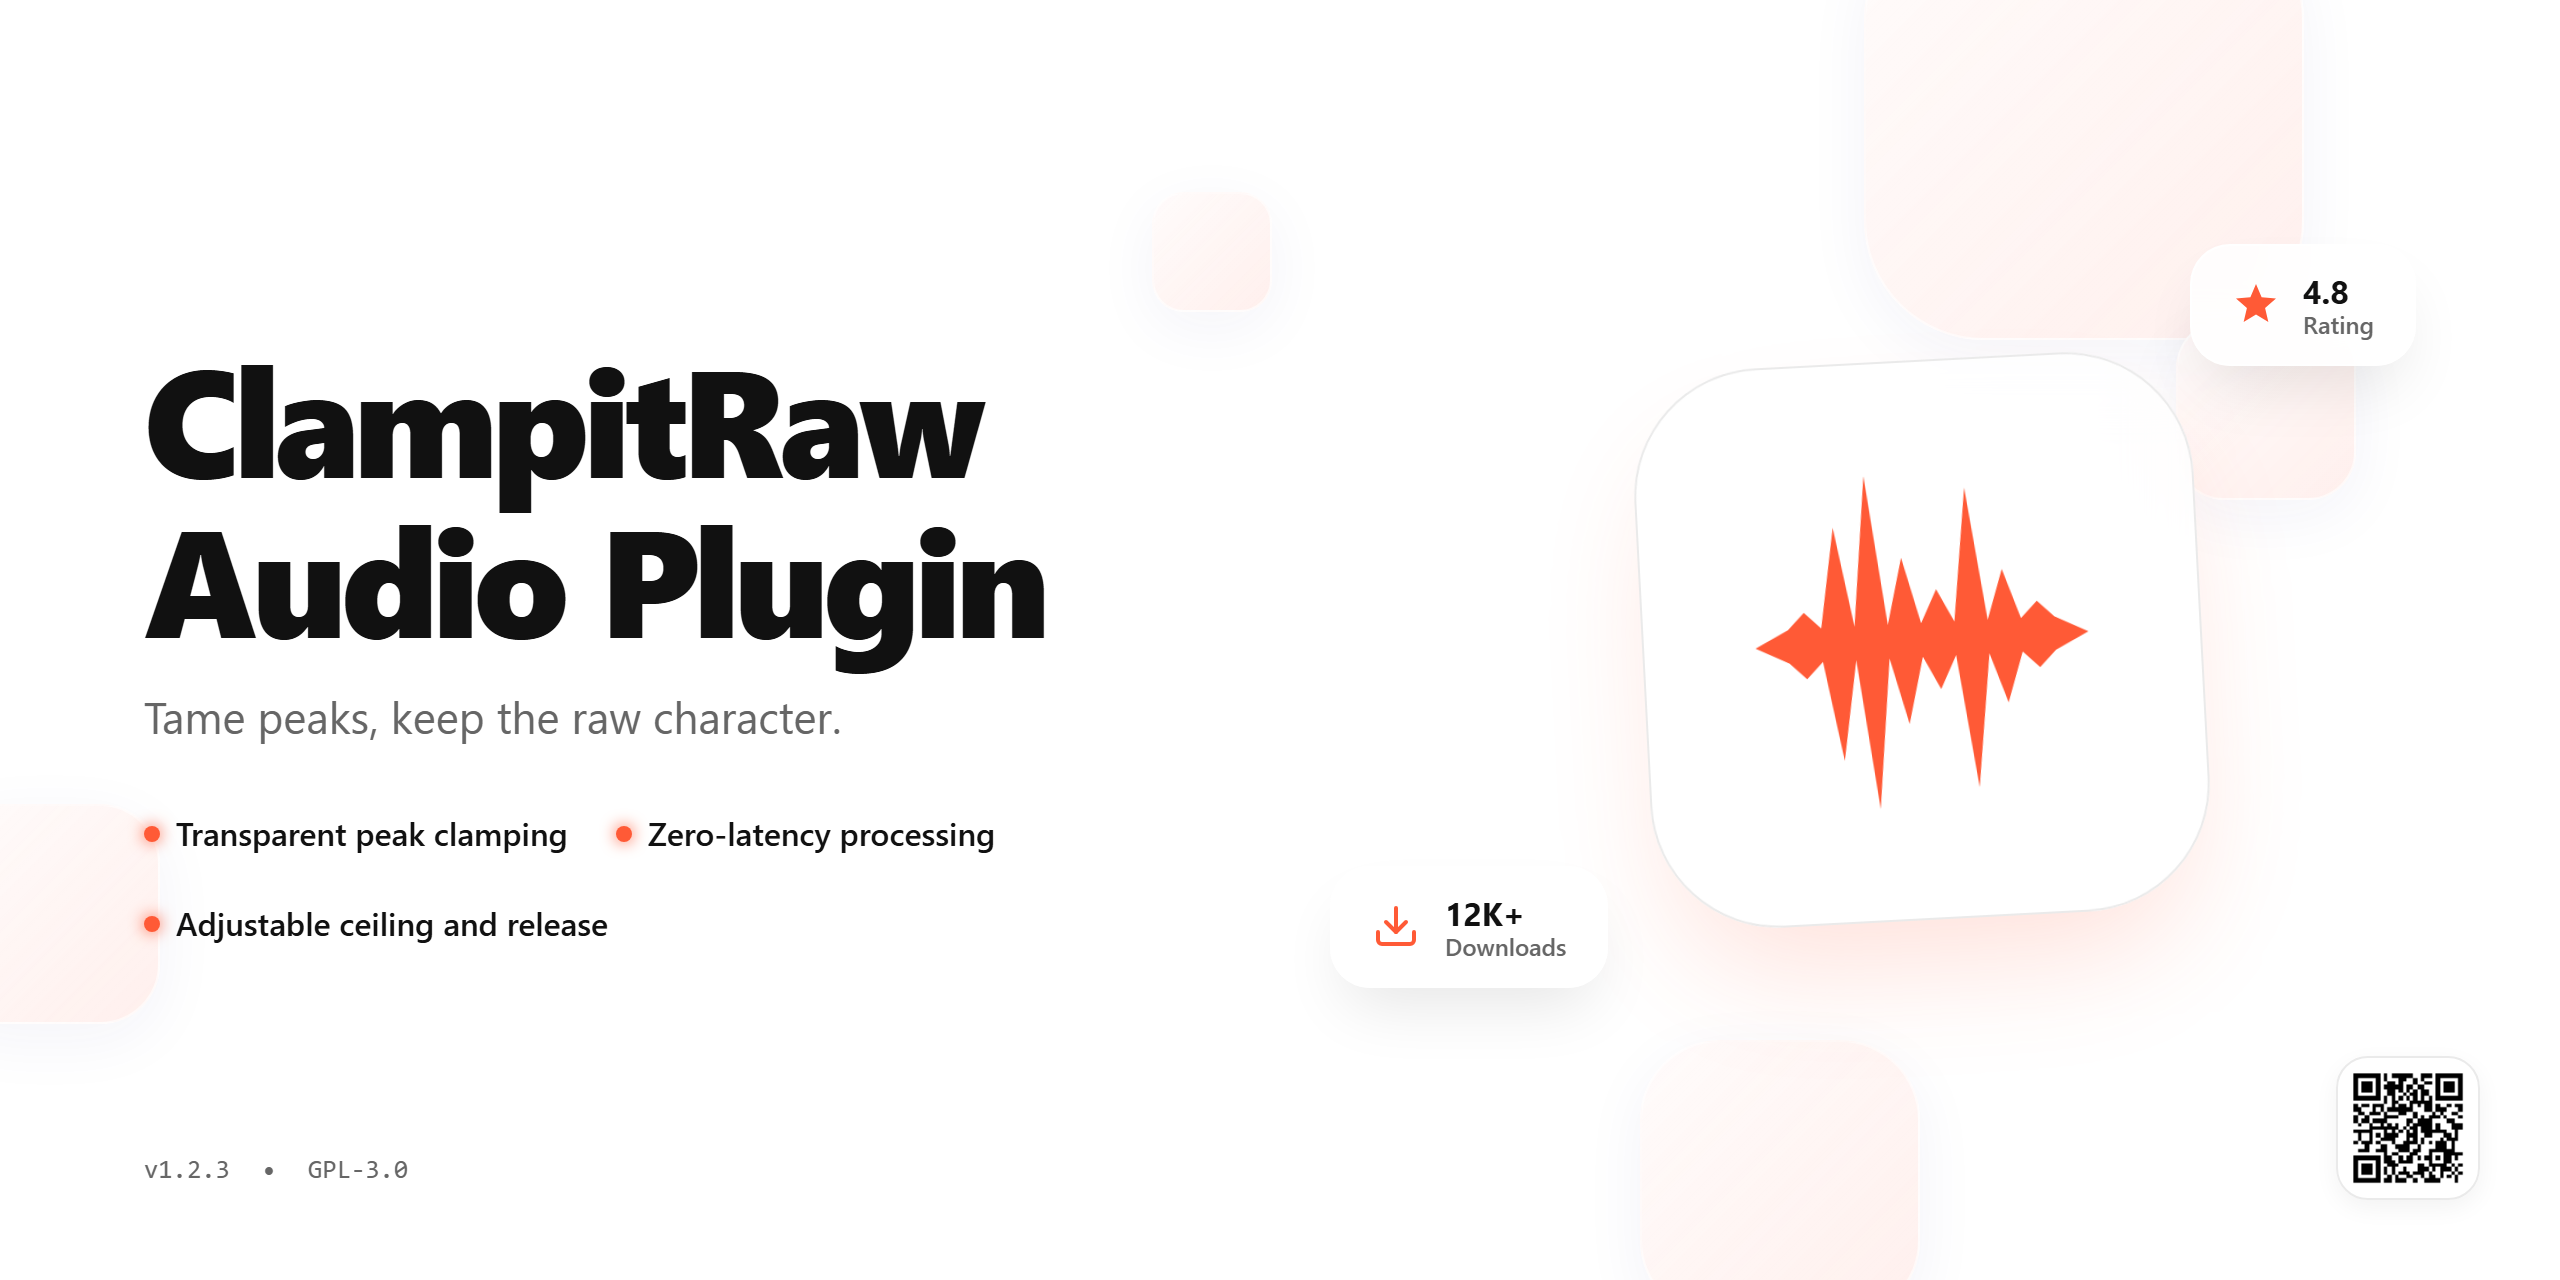 ClampitRaw
Audio Plugin
Tame peaks, keep the raw character.
Transparent peak clamping
Zero-latency processing
Adjustable ceiling and release
v1.2.3 • GPL-3.0
4.8
Rating
12K+
Downloads